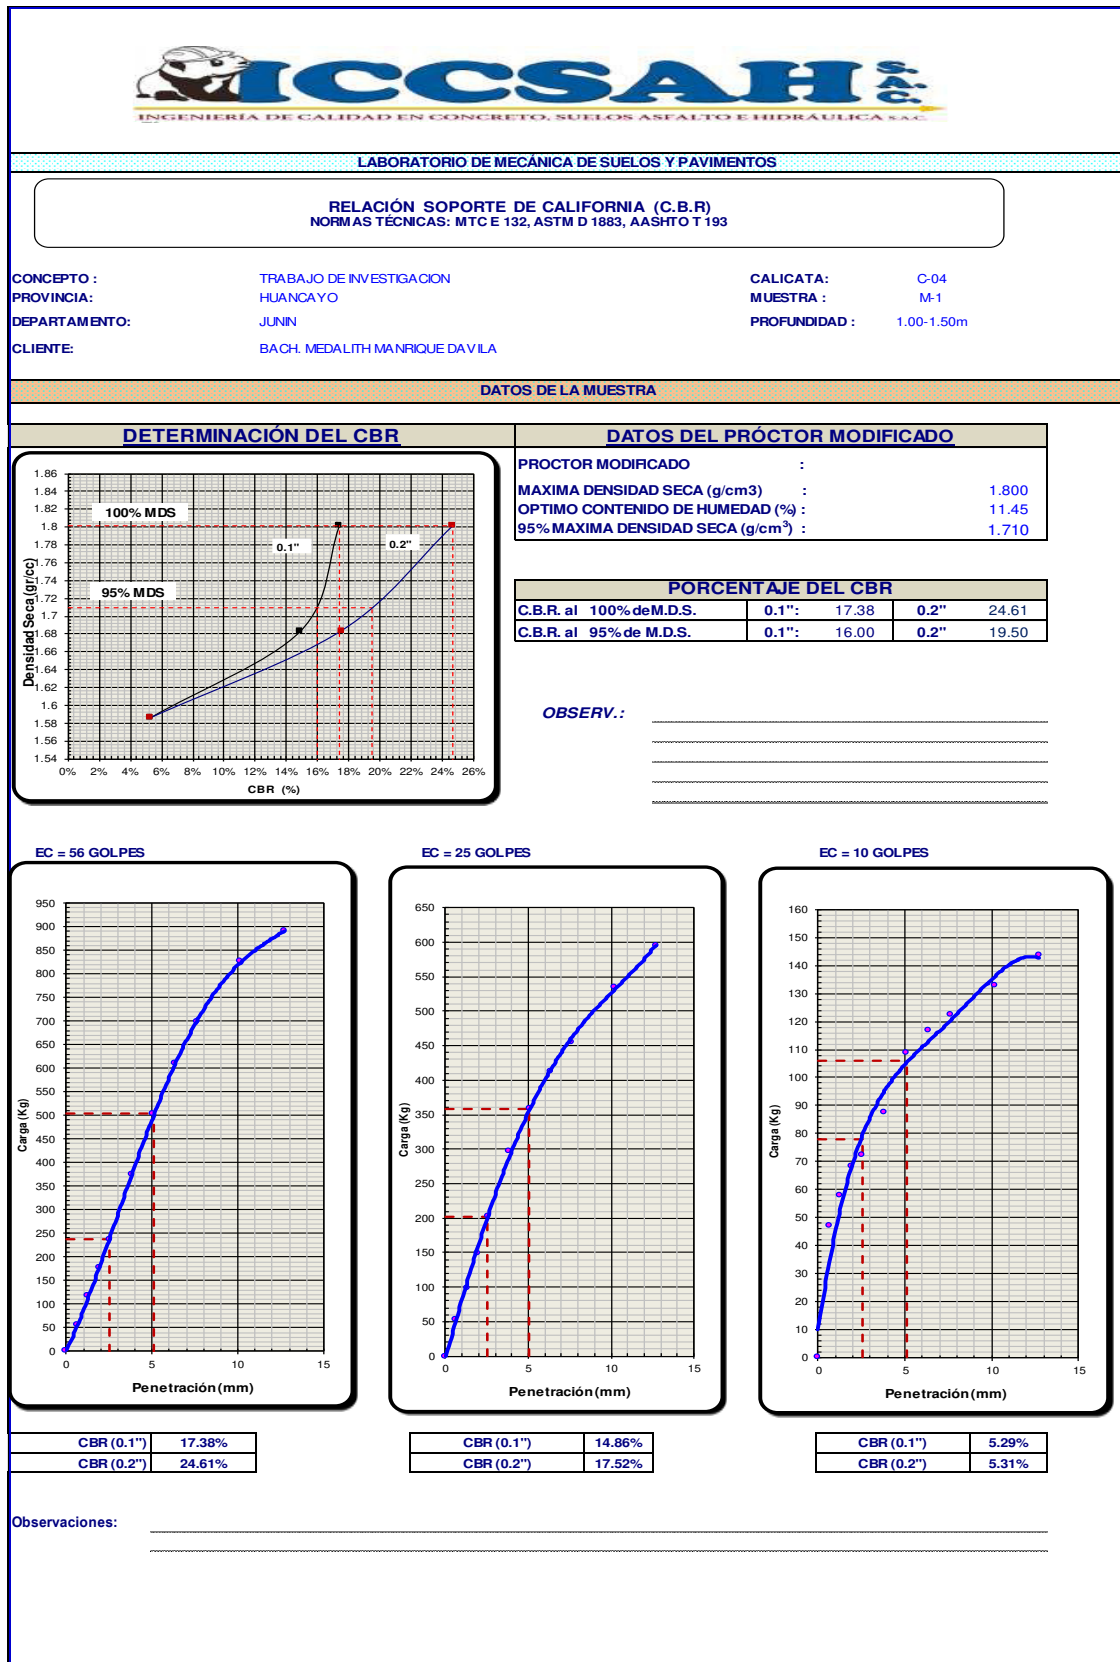 ICCSAH S.A.C.
INGENIERÍA DE CALIDAD EN CONCRETO, SUELOS ASFALTO E HIDRÁULICA S.A.C.
LABORATORIO DE MECÁNICA DE SUELOS Y PAVIMENTOS
RELACIÓN SOPORTE DE CALIFORNIA (C.B.R)
NORMAS TÉCNICAS: MTC E 132, ASTM D 1883, AASHTO T 193
CONCEPTO : TRABAJO DE INVESTIGACION CALICATA: C-04
PROVINCIA: HUANCAYO MUESTRA : M-1
DEPARTAMENTO: JUNIN PROFUNDIDAD : 1.00-1.50m
CLIENTE: BACH. MEDALITH MANRIQUE DAVILA
DATOS DE LA MUESTRA
DETERMINACIÓN DEL CBR
1.86
1.84
1.82
1.8
1.78
1.76
1.74
1.72
1.7
1.68
1.66
1.64
1.62
1.6
1.58
1.56
1.54
Densidad Seca (gr/cc)
100% MDS
0.1" 0.2"
95% MDS
0% 2% 4% 6% 8% 10% 12% 14% 16% 18% 20% 22% 24% 26%
CBR (%)
DATOS DEL PRÓCTOR MODIFICADO
PROCTOR MODIFICADO :
MAXIMA DENSIDAD SECA (g/cm3) : 1.800
OPTIMO CONTENIDO DE HUMEDAD (%) : 11.45
95% MAXIMA DENSIDAD SECA (g/cm³) : 1.710
PORCENTAJE DEL CBR
C.B.R. al 100% de M.D.S. 0.1": 17.38 0.2" 24.61
C.B.R. al 95% de M.D.S. 0.1": 16.00 0.2" 19.50
OBSERV.:
EC = 56 GOLPES
950
900
850
800
750
700
650
600
550
500
450
400
350
300
250
200
150
100
50
0
Carga (Kg)
0 5 10 15
Penetración (mm)
EC = 25 GOLPES
650
600
550
500
450
400
350
300
250
200
150
100
50
0
Carga (Kg)
0 5 10 15
Penetración (mm)
EC = 10 GOLPES
160
150
140
130
120
110
100
90
80
70
60
50
40
30
20
10
0
Carga (Kg)
0 5 10 15
Penetración (mm)
CBR (0.1") 17.38%
CBR (0.2") 24.61%
CBR (0.1") 14.86%
CBR (0.2") 17.52%
CBR (0.1") 5.29%
CBR (0.2") 5.31%
Observaciones: